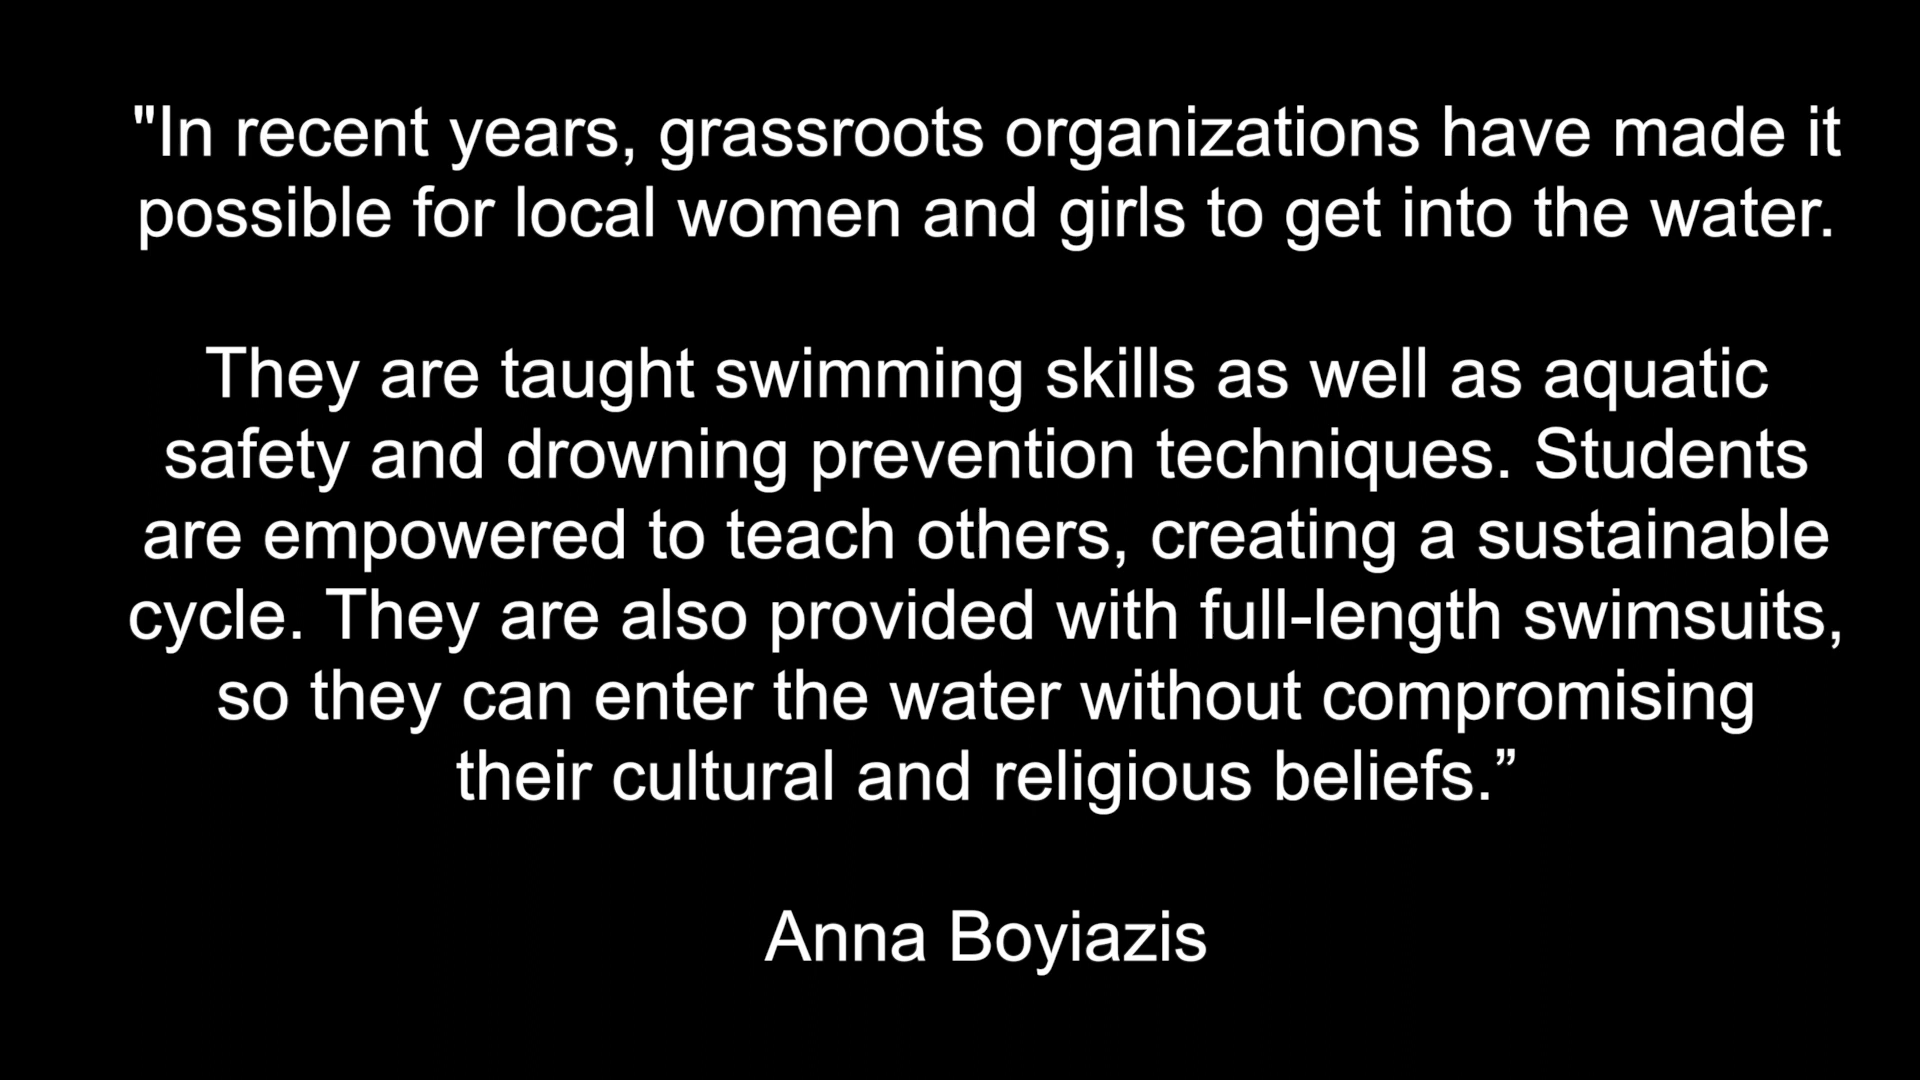 "In recent years, grassroots organizations have made it
possible for local women and girls to get into the water.
They are taught swimming skills as well as aquatic
safety and drowning prevention techniques. Students
are empowered to teach others, creating a sustainable
cycle. They are also provided with full-length swimsuits,
so they can enter the water without compromising
their cultural and religious beliefs.”
Anna Boyiazis